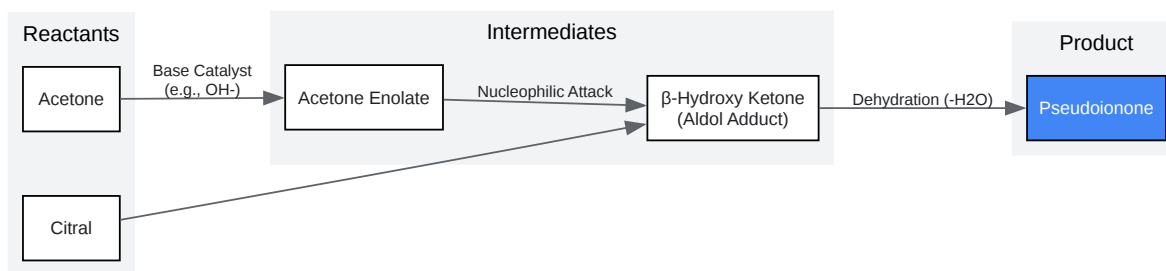 Reactants
Intermediates
Product
Acetone
Base Catalyst
(e.g., OH-)
Acetone Enolate
Nucleophilic Attack
β-Hydroxy Ketone
(Aldol Adduct)
Dehydration (-H2O)
Pseudoionone
Citral